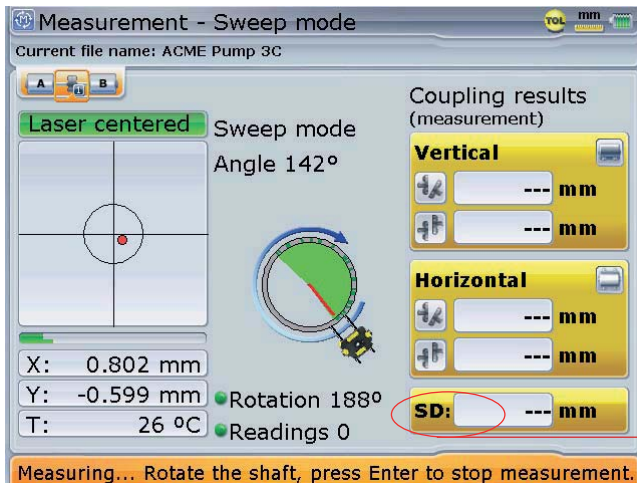 Measurement - Sweep mode
TOL mm
Current file name: ACME Pump 3C
A B
Laser centered
Sweep mode
Angle 142º
X: 0.802 mm
Y: -0.599 mm
T: 26 ºC
Rotation 188º
Readings 0
Coupling results
(measurement)
Vertical
--- mm
--- mm
Horizontal
--- mm
--- mm
SD: --- mm
Measuring... Rotate the shaft, press Enter to stop measurement.